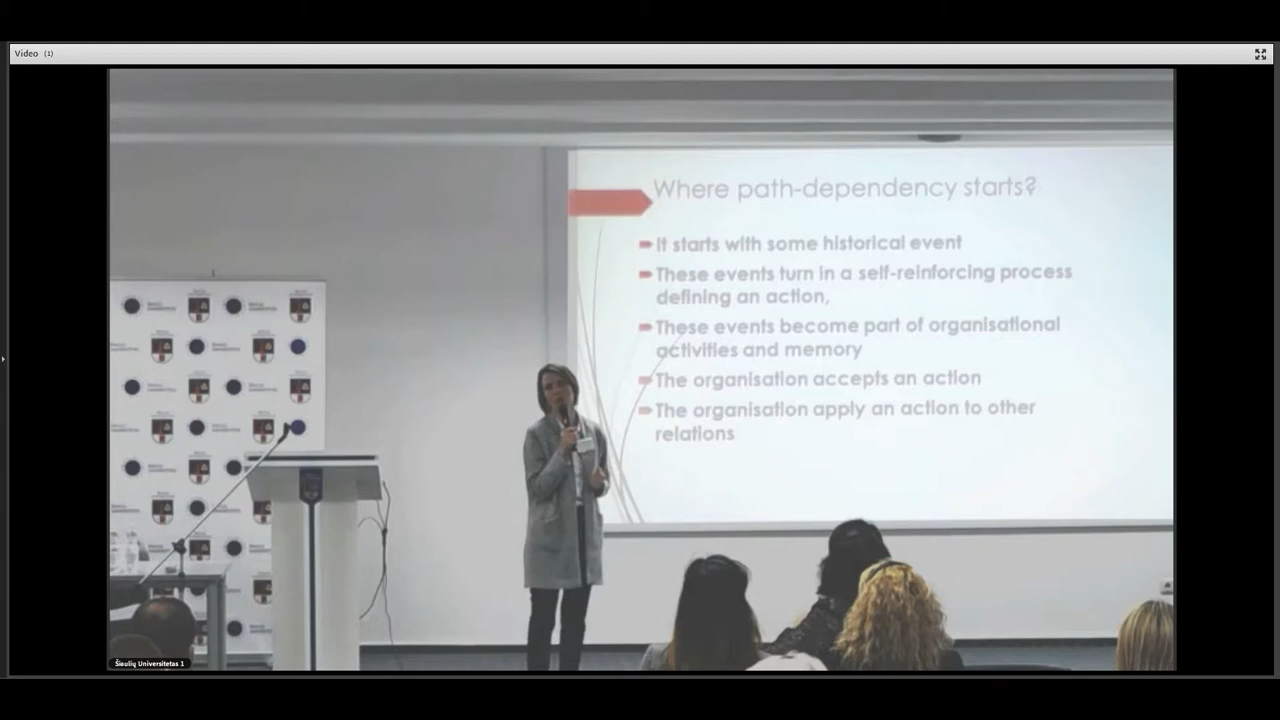 Video (1)
Where path-dependency starts?
It starts with some historical event
These events turn in a self-reinforcing process
defining an action,
These events become part of organisational
activities and memory
The organisation accepts an action
The organisation apply an action to other
relations
Šiaulių Universitetas 1